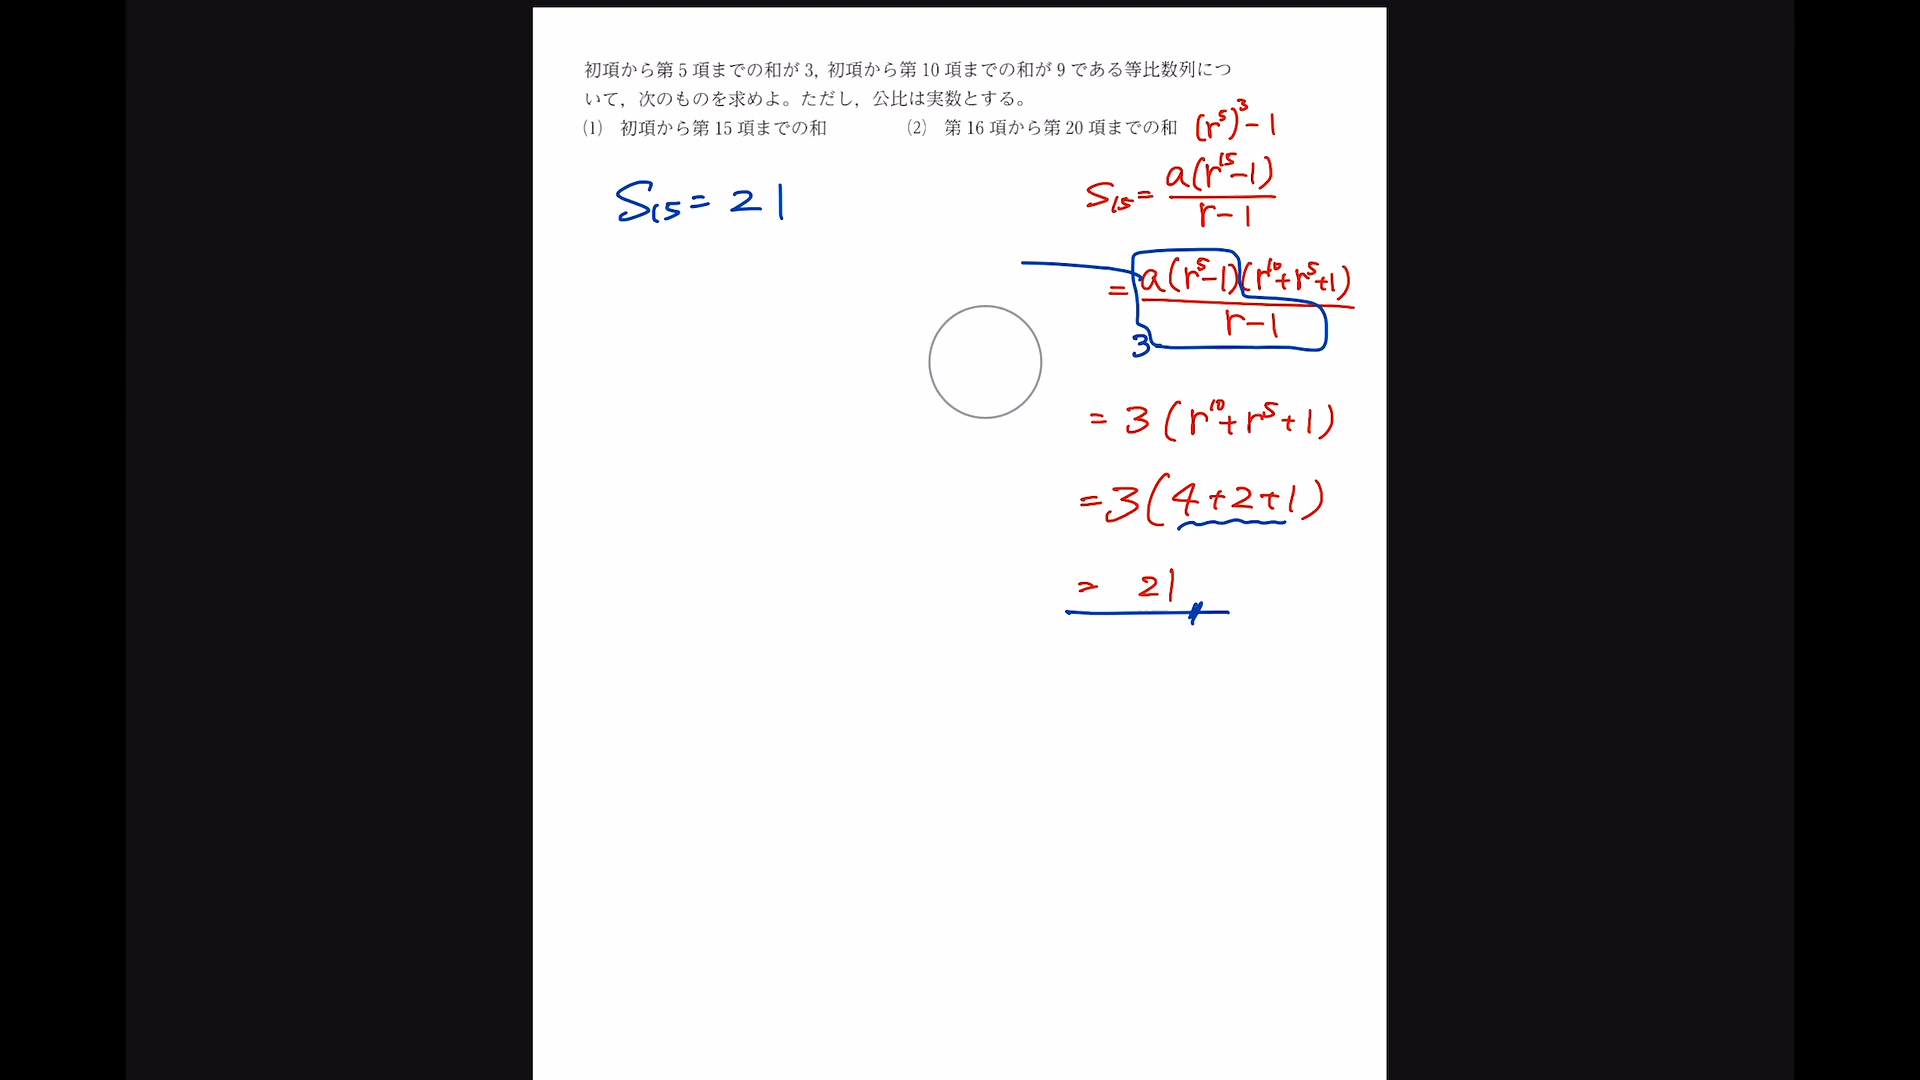 初項から第 5 項までの和が 3, 初項から第 10 項までの和が 9 である等比数列につ
いて, 次のものを求めよ。ただし, 公比は実数とする。
(1) 初項から第 15 項までの和
(2) 第 16 項から第 20 項までの和
(r⁵)³-1
S₁₅= 21
S₁₅= a(r¹⁵-1) / r-1
= a(r⁵-1)(r¹⁰+r⁵+1) / r-1
3
= 3(r¹⁰+r⁵+1)
=3(4+2+1)
= 21